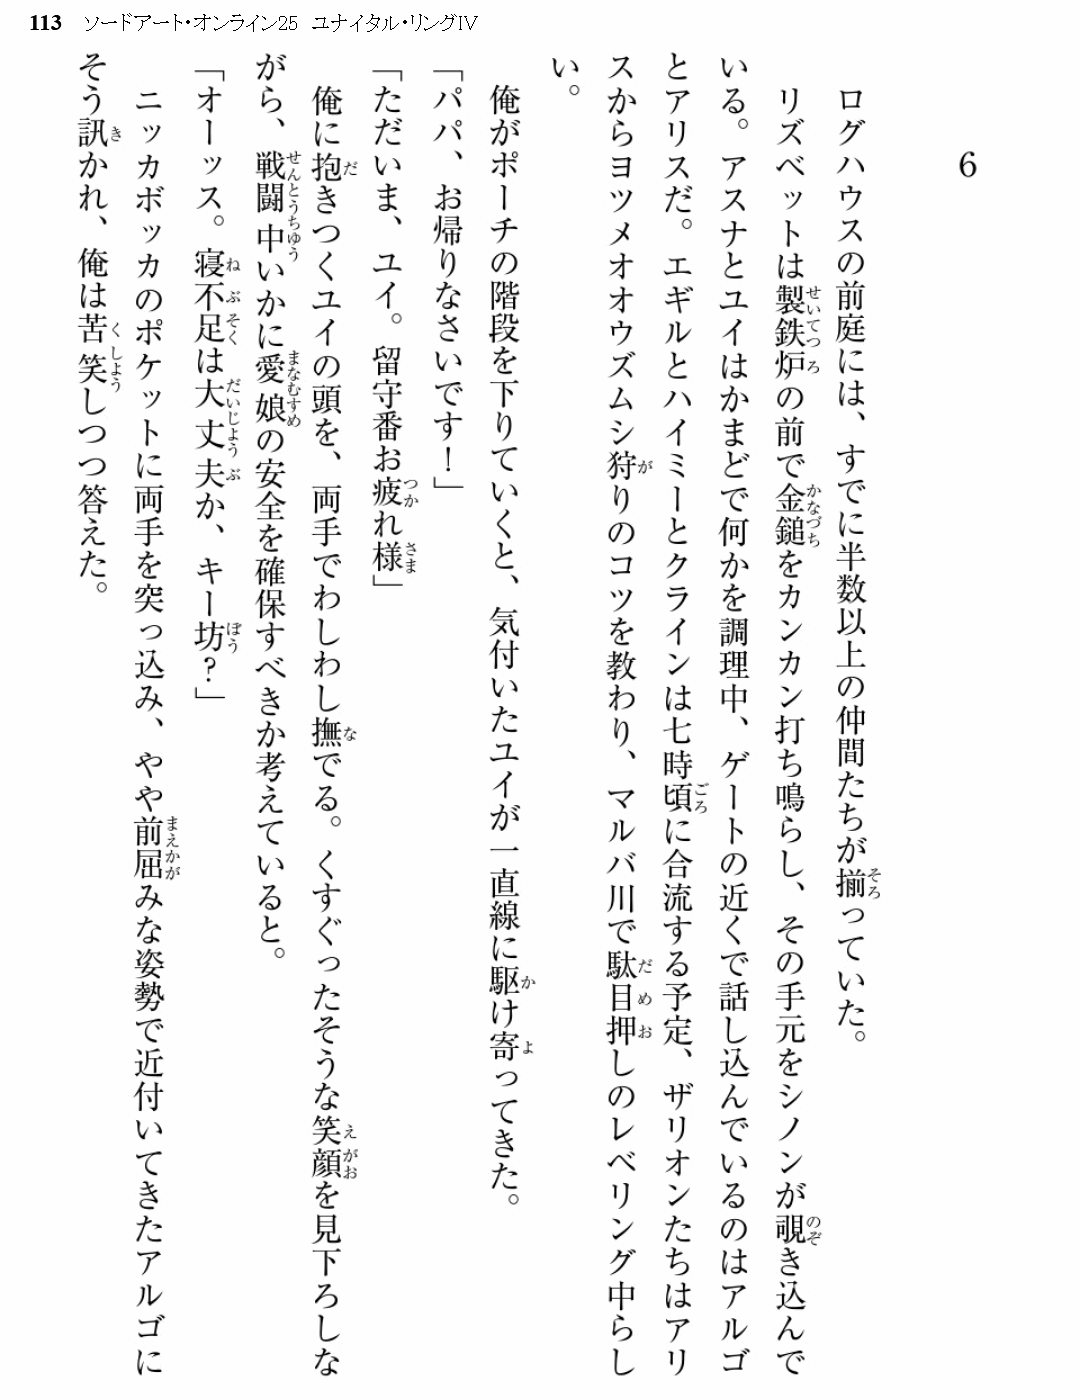 113 ソードアート・オンライン25 ユナイタル・リングIV
6
ログハウスの前庭には、すでに半数以上の仲間たちが揃っていた。
リズベットは製鉄炉の前で金鎚をカンカン打ち鳴らし、その手元をシノンが覗き込んで
いる。アスナとユイはかまどで何かを調理中、ゲートの近くで話し込んでいるのはアルゴ
とアリスだ。エギルとハイミーとクラインは七時頃に合流する予定、ザリオンたちはアリ
スからヨツメオオウズムシ狩りのコツを教わり、マルバ川で駄目押しのレベリング中らし
い。
俺がポーチの階段を下りていくと、気付いたユイが一直線に駆け寄ってきた。
「パパ、お帰りなさいです！」
「ただいま、ユイ。留守番お疲れ様」
俺に抱きつくユイの頭を、両手でわしわし撫でる。くすぐったそうな笑顔を見下ろしな
がら、戦闘中いかに愛娘の安全を確保すべきか考えていると。
「オーッス。寝不足は大丈夫か、キー坊？」
ニッカボッカのポケットに両手を突っ込み、やや前屈みな姿勢で近付いてきたアルゴに
そう訊かれ、俺は苦笑しつつ答えた。